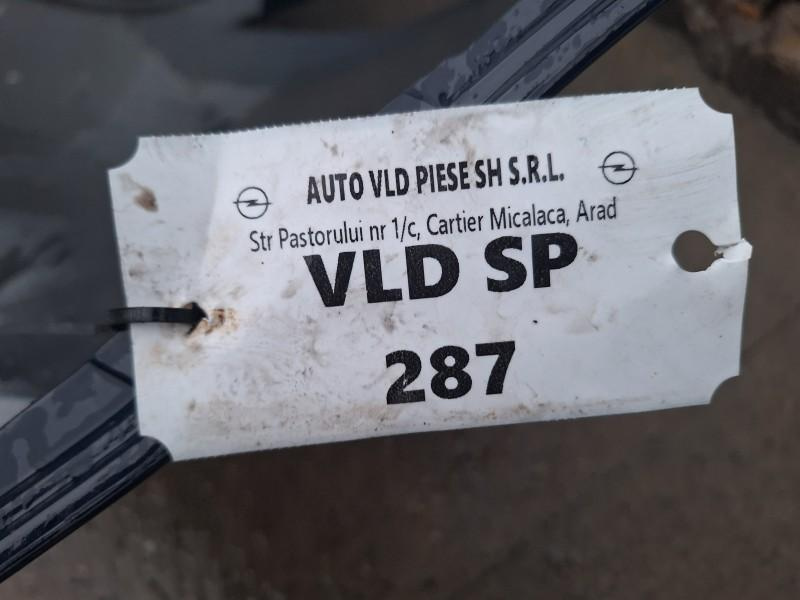 AUTO VLD PIESE SH S.R.L.
Str Pastorului nr 1/c, Cartier Micalaca, Arad
VLD SP
287